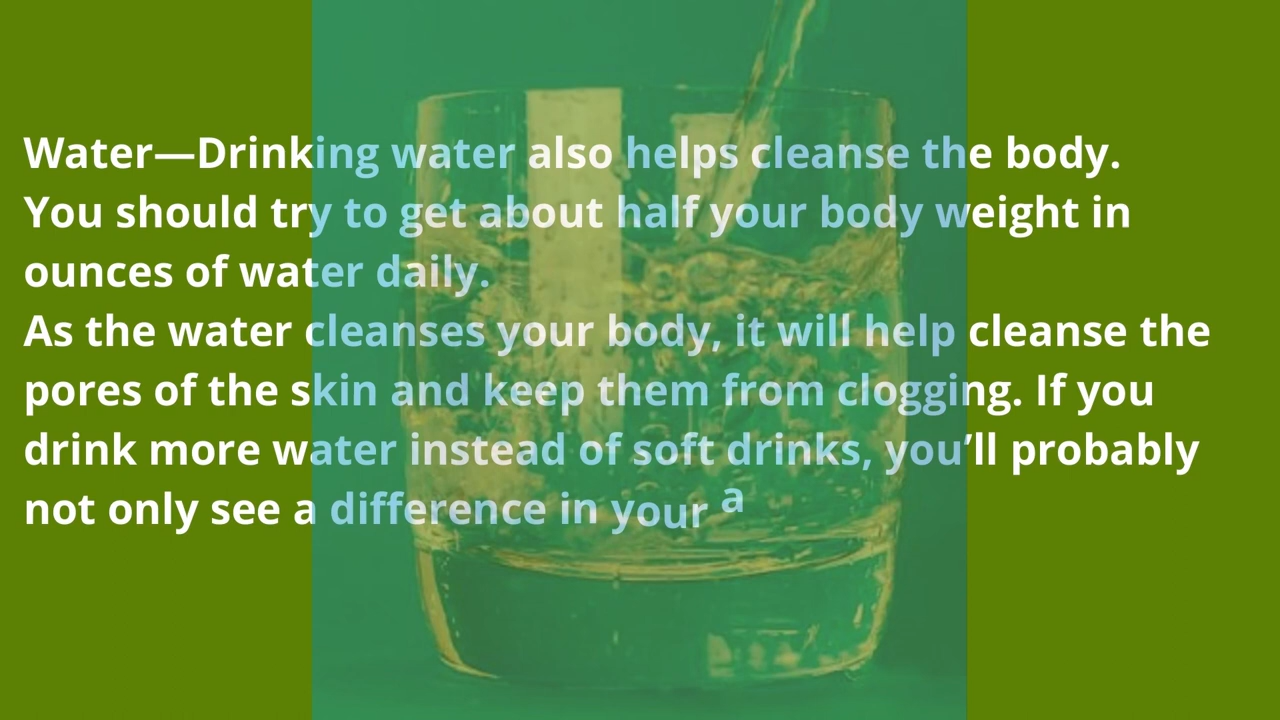 Water—Drinking water also helps cleanse the body.
You should try to get about half your body weight in
ounces of water daily.
As the water cleanses your body, it will help cleanse the
pores of the skin and keep them from clogging. If you
drink more water instead of soft drinks, you’ll probably
not only see a difference in your a